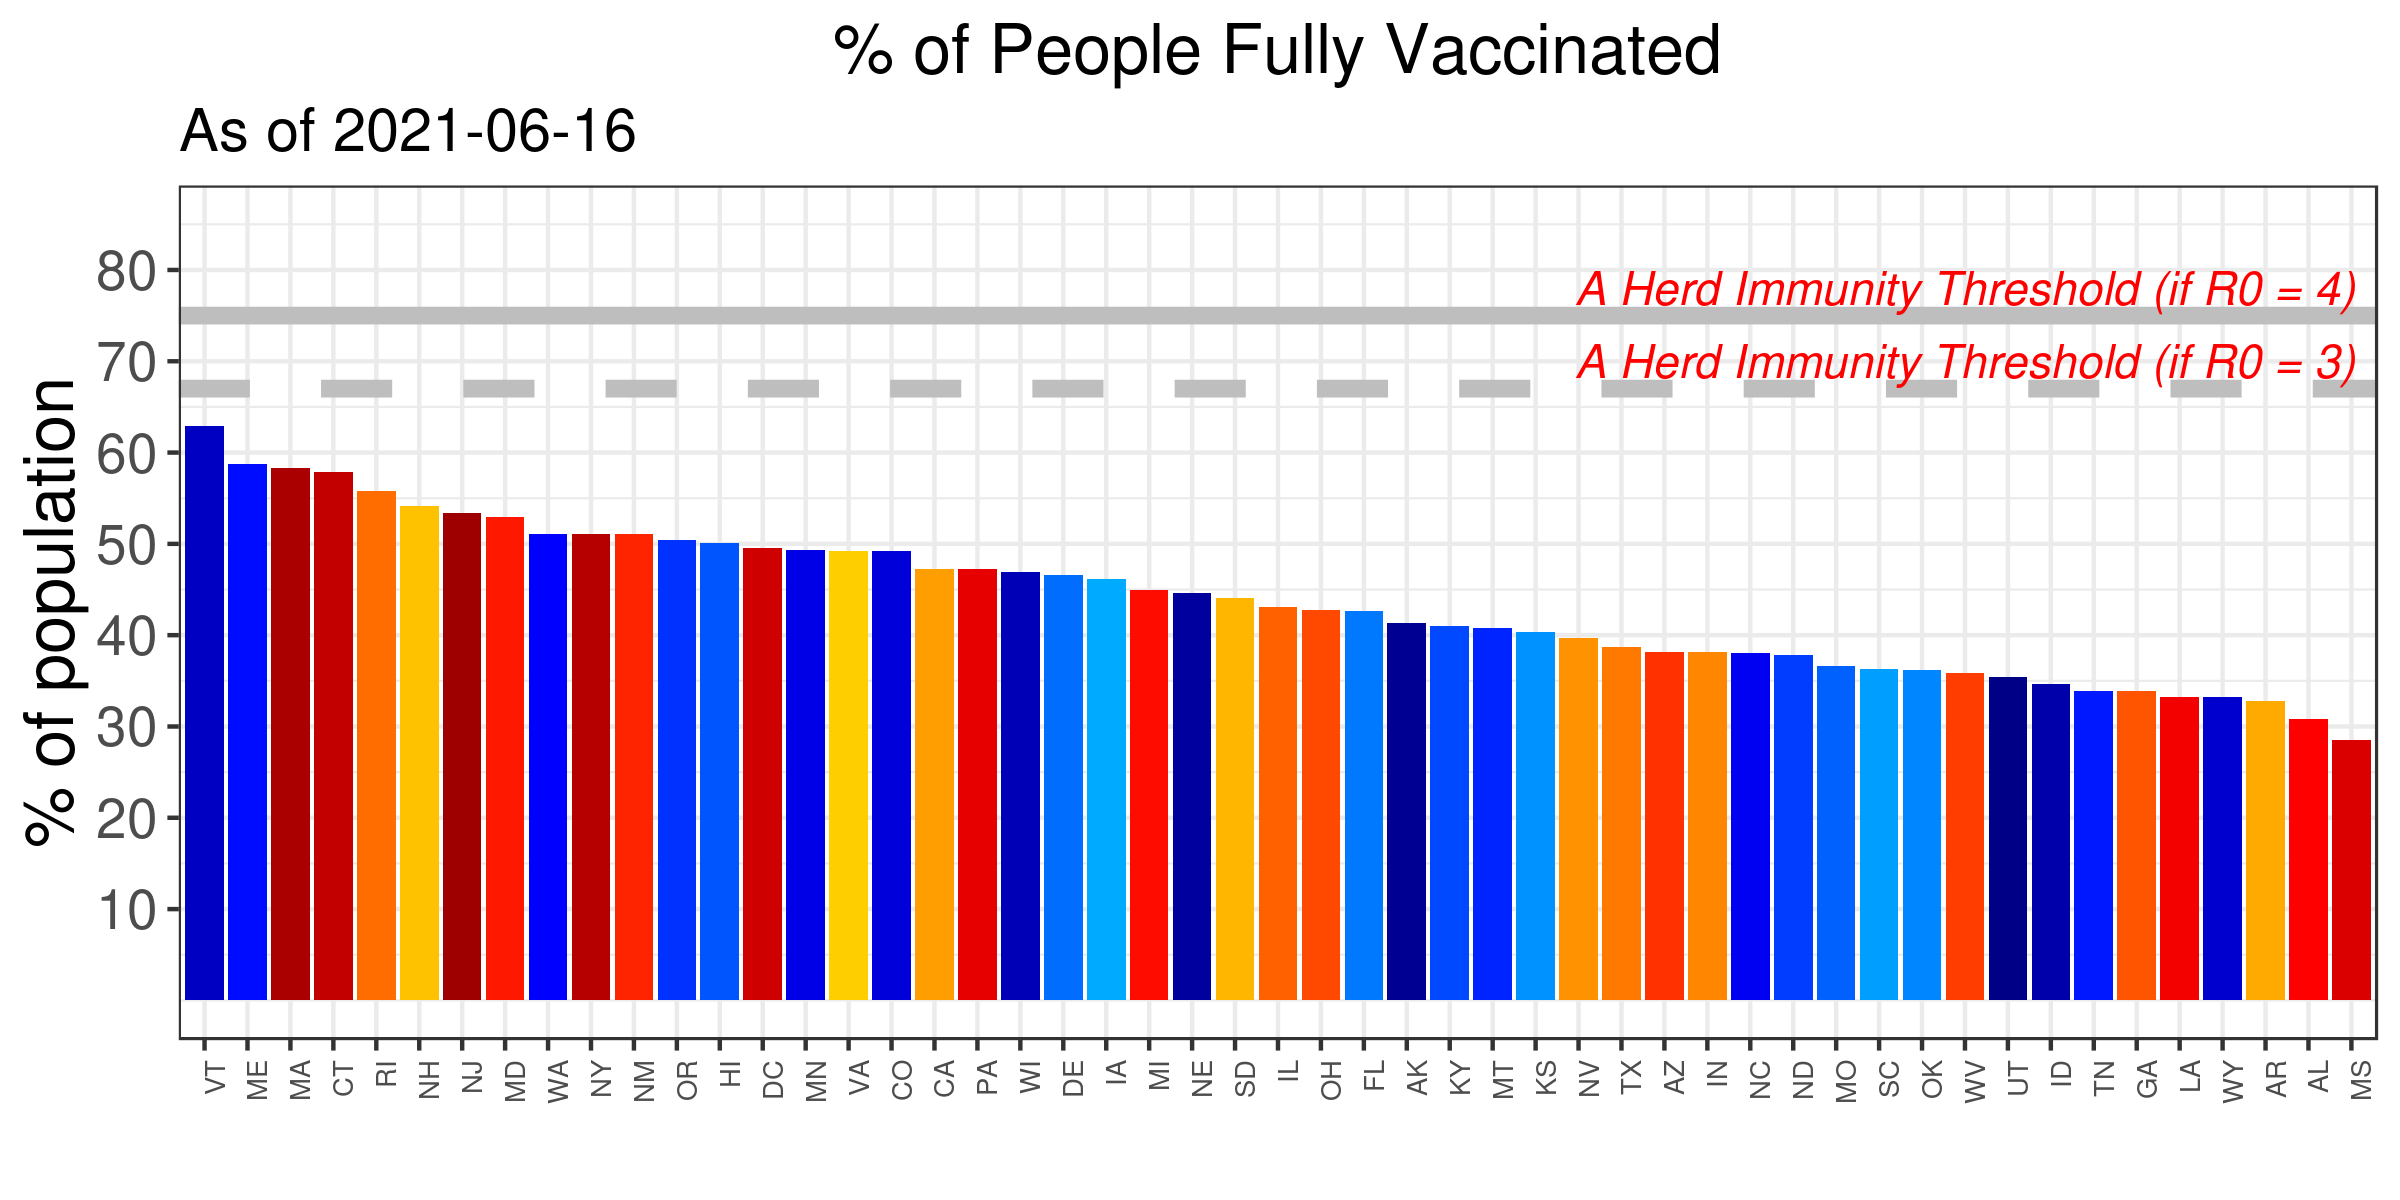 % of People Fully Vaccinated
As of 2021-06-16
% of population
80
70
60
50
40
30
20
10
A Herd Immunity Threshold (if R0 = 4)
A Herd Immunity Threshold (if R0 = 3)
VT ME MA CT RI NH NJ MD WA NY NM OR HI DC MN VA CO CA PA WI DE IA MI NE SD IL OH FL AK KY MT KS NV TX AZ IN NC ND MO SC OK WV UT ID TN GA LA WY AR AL MS